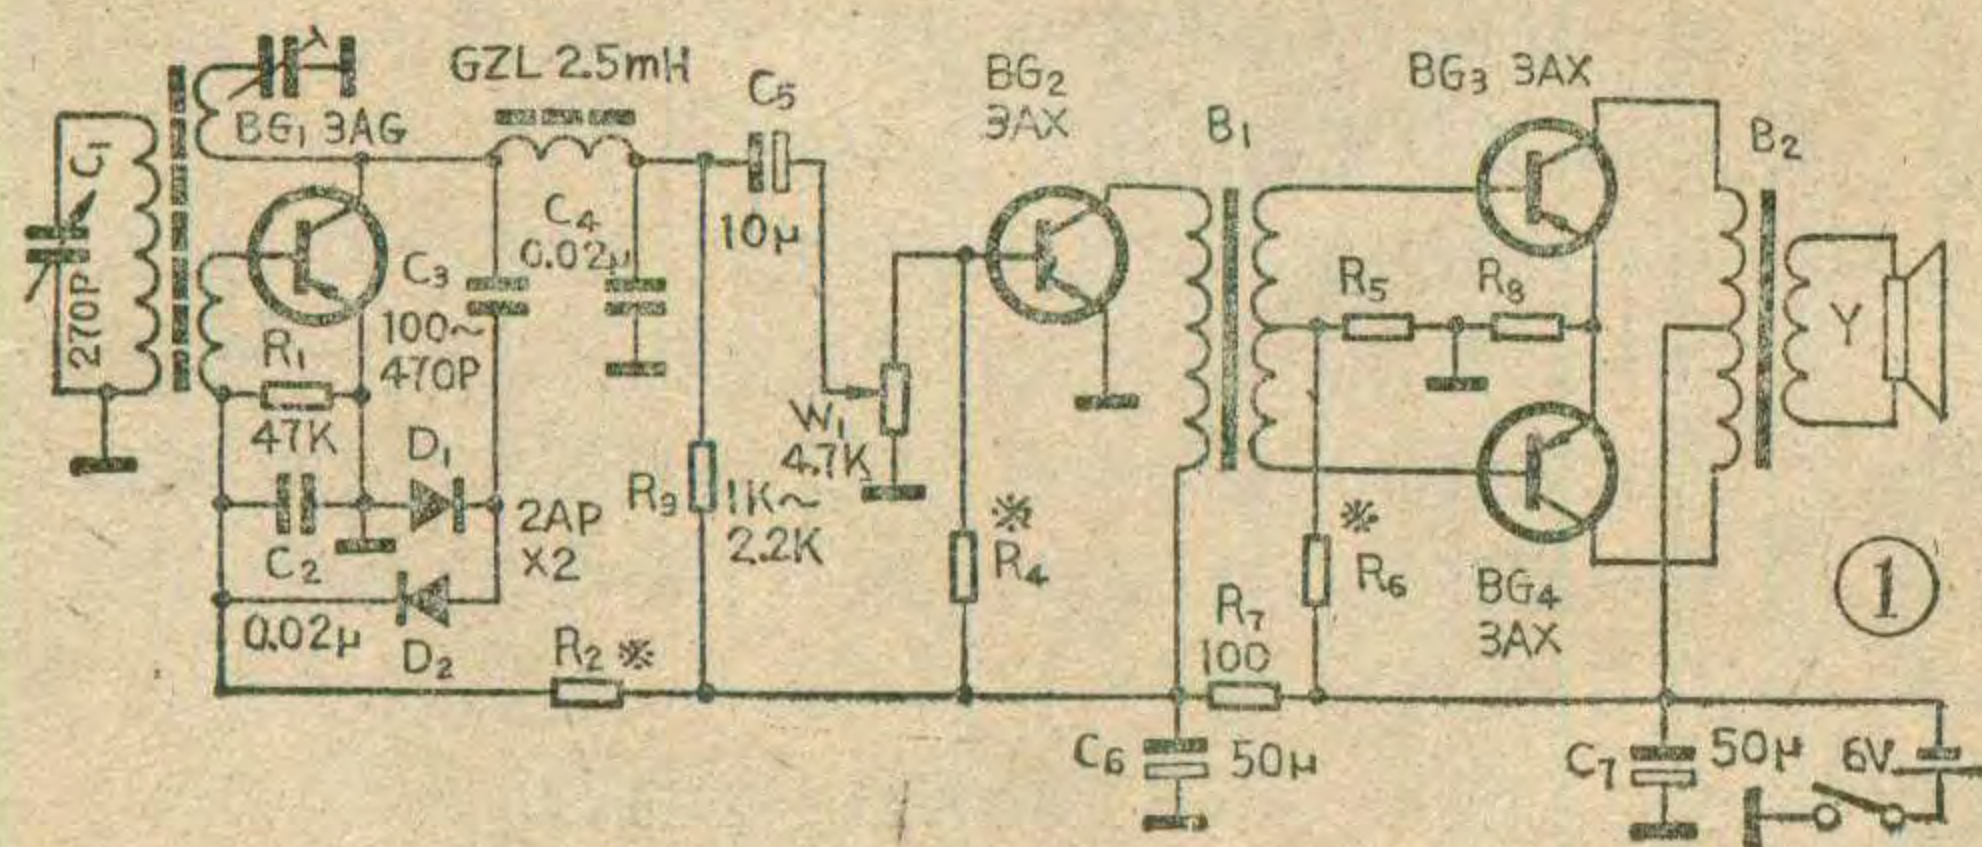 C₁
270P
BG₁ 3AG
GZL 2.5mH
C₅
10μ
C₄
0.02μ
C₃
100~
470P
R₁
47K
D₁
C₂
0.02μ
D₂
2AP
X2
R₂ ※
R₃
1K~
2.2K
W₁
4.7K
BG₂
3AX
※
R₄
B₁
BG₃ 3AX
R₅
R₈
B₂
Y
※
R₆
BG₄
3AX
R₇
100
C₆
50μ
C₇
50μ
6V
1